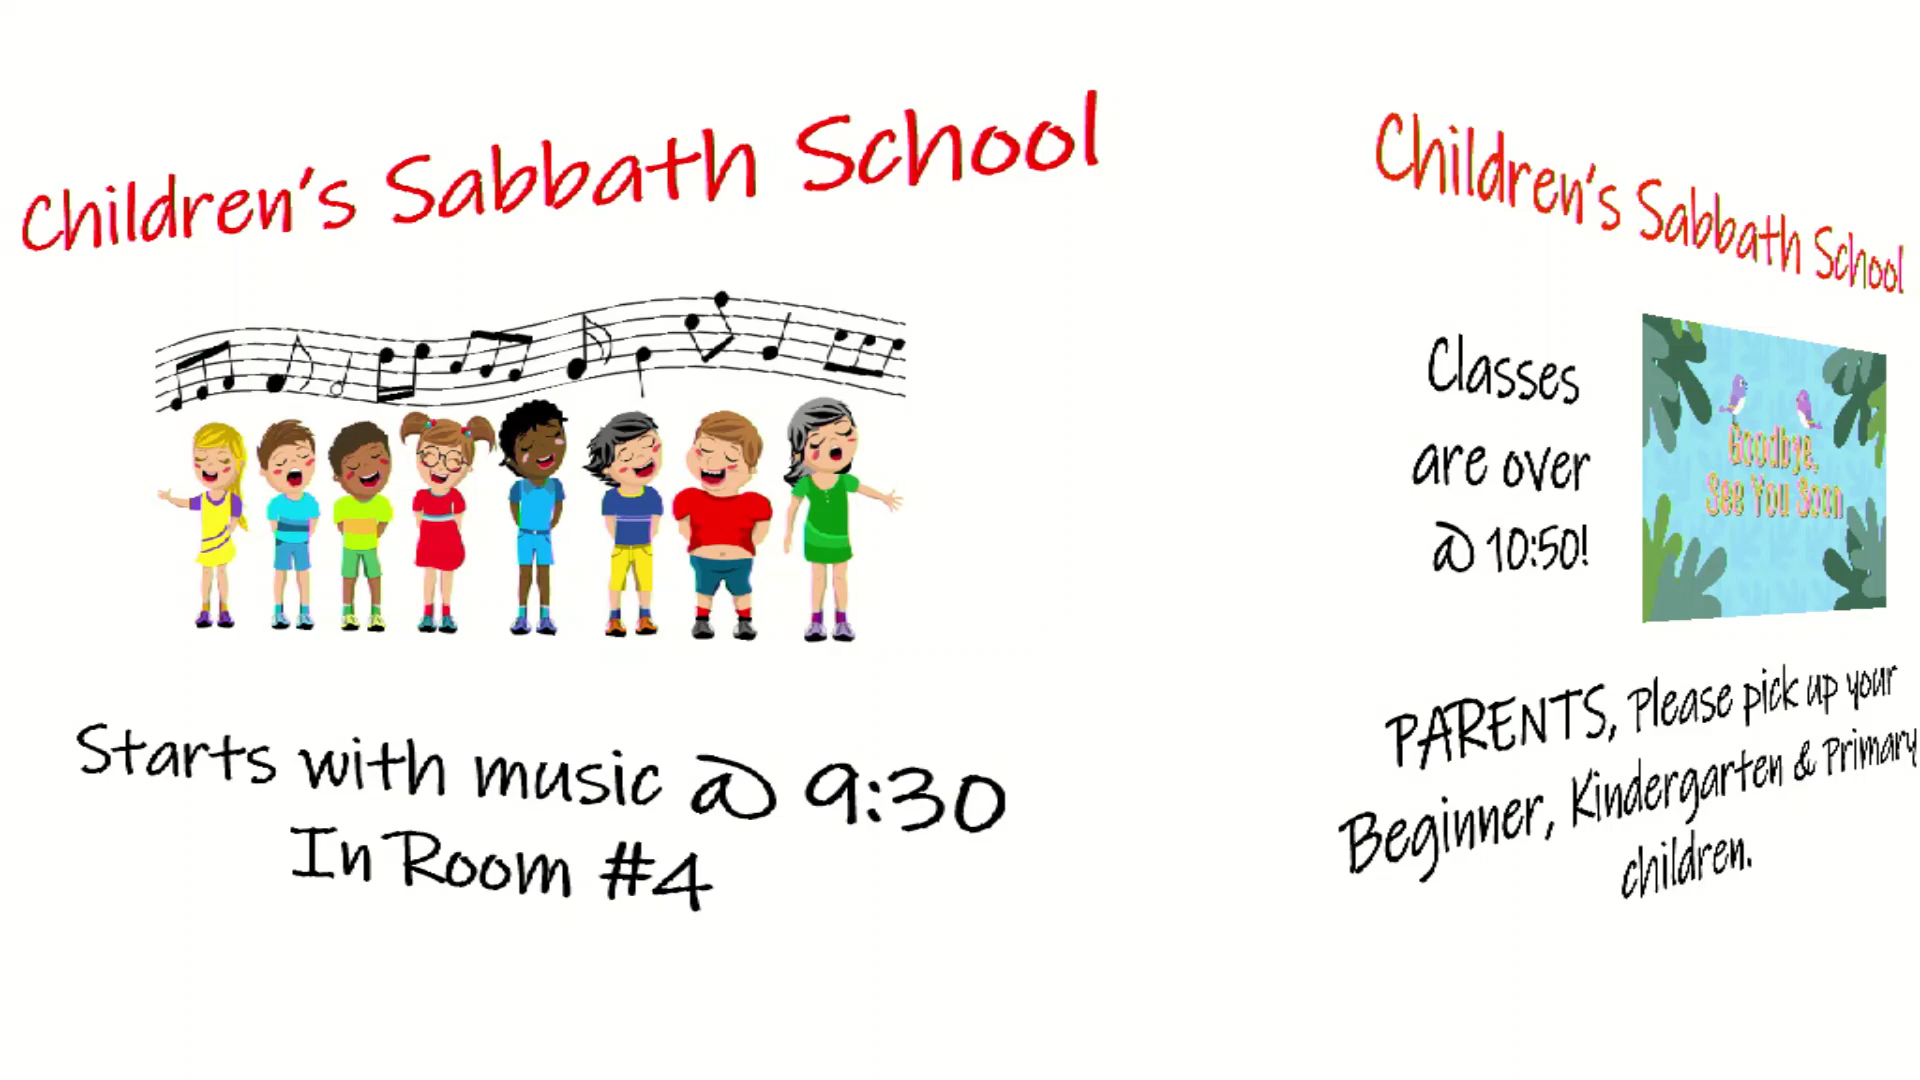 Children's Sabbath School
Starts with music @ 9:30
In Room #4
Children's Sabbath School
Classes
are over
@ 10:50!
Goodbye,
See You Soon
PARENTS, Please pick up your
Beginner, Kindergarten & Primary
children.